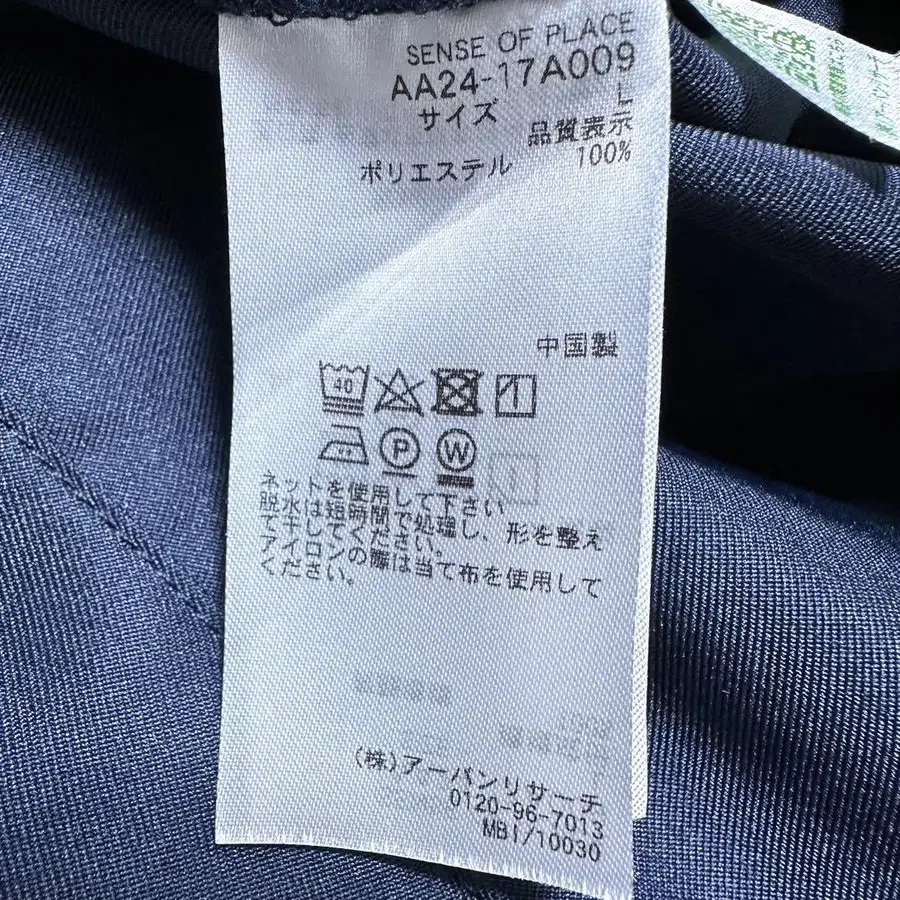 SENSE OF PLACE
AA24-17A009
サイズ L
品質表示
ポリエステル 100%
中国製
40
P W
ネットを使用して下さい
脱水は短時間で処理し、形を整え
て干してください。
アイロンの際は当て布を使用して
ください。
(株)アーバンリサーチ
0120-96-7013
MBI/10030